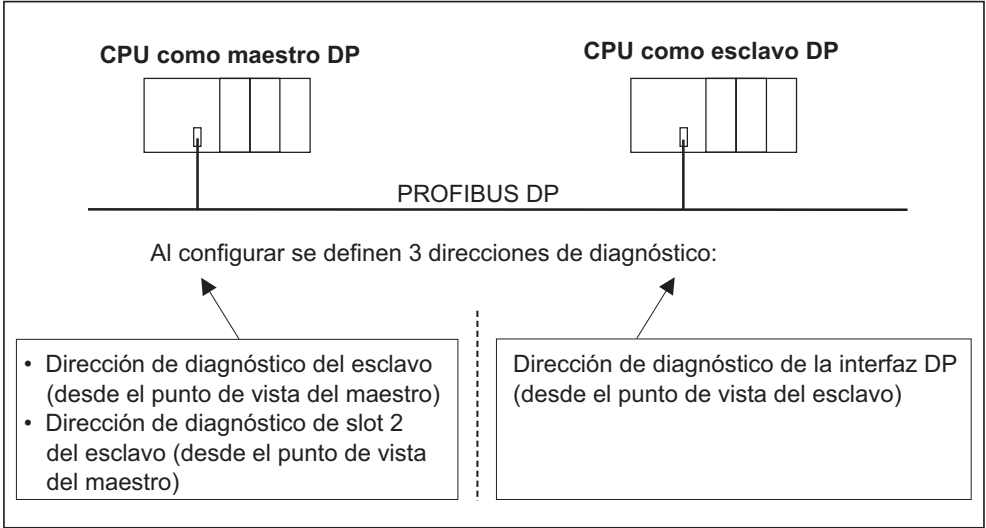 CPU como maestro DP
CPU como esclavo DP
PROFIBUS DP
Al configurar se definen 3 direcciones de diagnóstico:
• Dirección de diagnóstico del esclavo
(desde el punto de vista del maestro)
• Dirección de diagnóstico de slot 2
del esclavo (desde el punto de vista
del maestro)
Dirección de diagnóstico de la interfaz DP
(desde el punto de vista del esclavo)